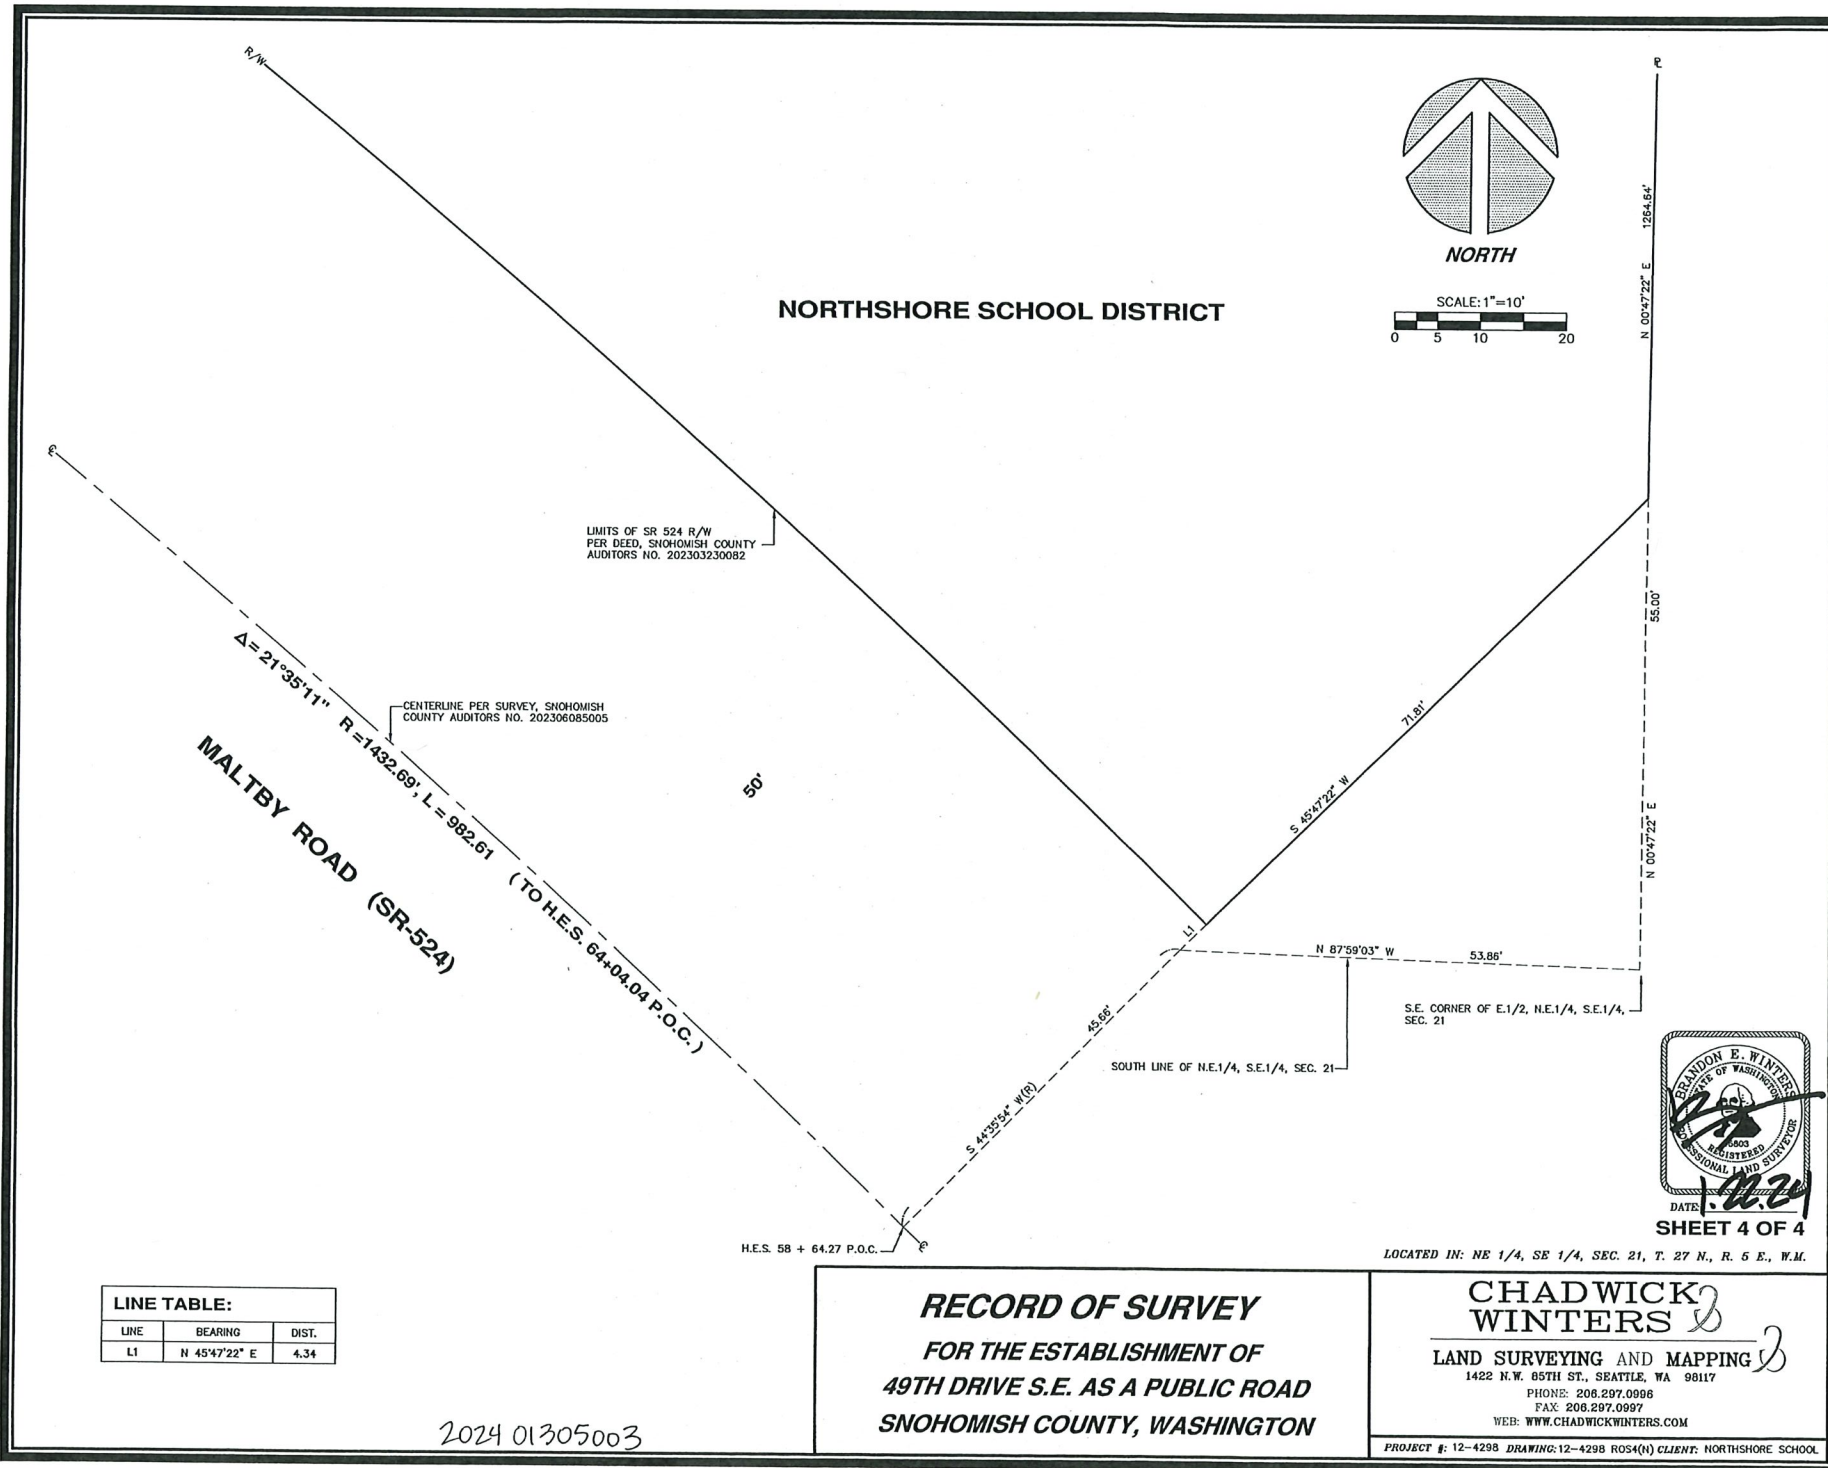 R/W
℄
NORTHSHORE SCHOOL DISTRICT
NORTH
SCALE: 1"=10'
0 5 10 20
N 00°47'22" E 1264.64'
LIMITS OF SR 524 R/W
PER DEED, SNOHOMISH COUNTY
AUDITORS NO. 202303230082
CENTERLINE PER SURVEY, SNOHOMISH
COUNTY AUDITORS NO. 202306085005
Δ= 21°35'11" R =1432.69', L = 982.61 ( TO H.E.S. 64+04.04 P.O.C. )
MALTBY ROAD (SR-524)
50'
S 45°47'22" W 71.81'
N 00°47'22" E 55.00'
L1
N 87°59'03" W 53.86'
S 44°35'54" W(R) 45.66'
S.E. CORNER OF E.1/2, N.E.1/4, S.E.1/4,
SEC. 21
SOUTH LINE OF N.E.1/4, S.E.1/4, SEC. 21
H.E.S. 58 + 64.27 P.O.C.
℄
BRANDON E. WINTERS
STATE OF WASHINGTON
REGISTERED
PROFESSIONAL LAND SURVEYOR
DATE: 1.22.24
SHEET 4 OF 4
LOCATED IN: NE 1/4, SE 1/4, SEC. 21, T. 27 N., R. 5 E., W.M.
LINE TABLE:
LINE BEARING DIST.
L1 N 45°47'22" E 4.34
RECORD OF SURVEY
FOR THE ESTABLISHMENT OF
49TH DRIVE S.E. AS A PUBLIC ROAD
SNOHOMISH COUNTY, WASHINGTON
CHADWICK
WINTERS
LAND SURVEYING AND MAPPING
1422 N.W. 85TH ST., SEATTLE, WA 98117
PHONE: 206.297.0996
FAX: 206.297.0997
WEB: WWW.CHADWICKWINTERS.COM
PROJECT #: 12-4298 DRAWING: 12-4298 ROS4(N) CLIENT: NORTHSHORE SCHOOL
2024 01305003